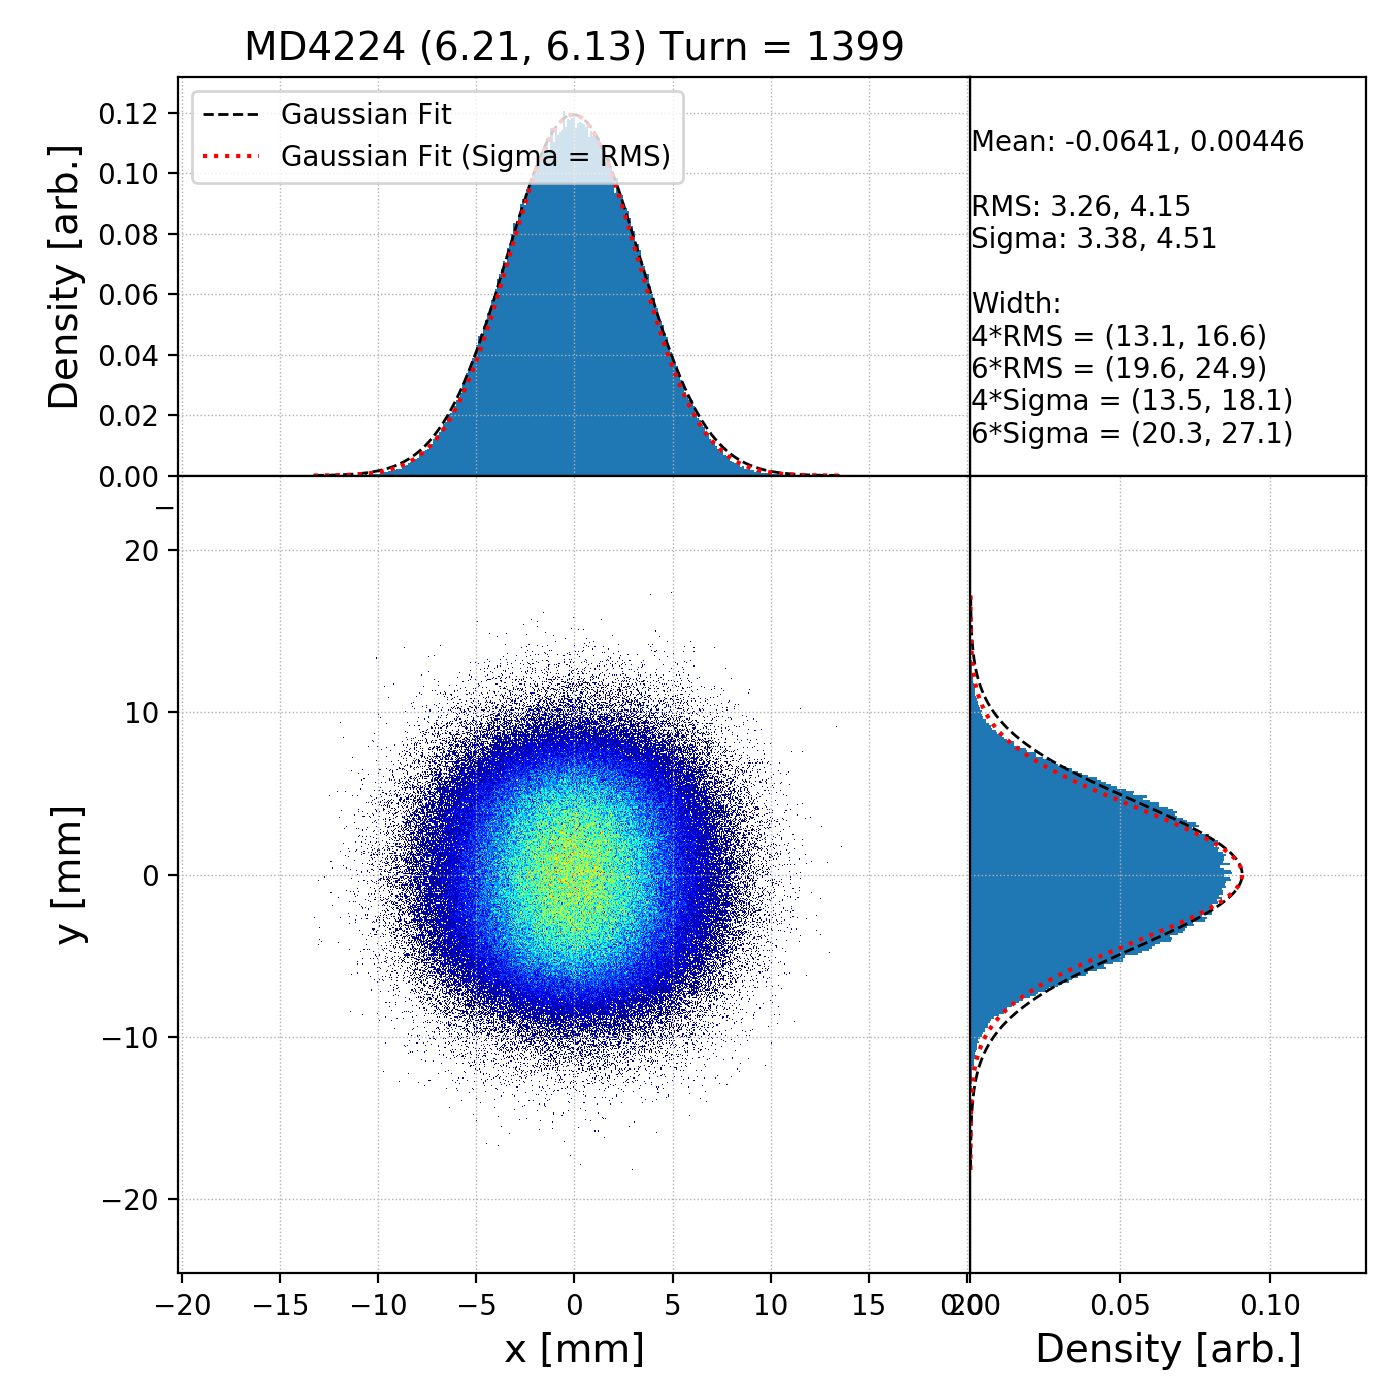 MD4224 (6.21, 6.13) Turn = 1399
Density [arb.]
0.12
0.10
0.08
0.06
0.04
0.02
0.00
Gaussian Fit
Gaussian Fit (Sigma = RMS)
Mean: -0.0641, 0.00446
RMS: 3.26, 4.15
Sigma: 3.38, 4.51
Width:
4*RMS = (13.1, 16.6)
6*RMS = (19.6, 24.9)
4*Sigma = (13.5, 18.1)
6*Sigma = (20.3, 27.1)
y [mm]
20
10
0
−10
−20
−20 −15 −10 −5 0 5 10 15 20
x [mm]
0.00 0.05 0.10
Density [arb.]